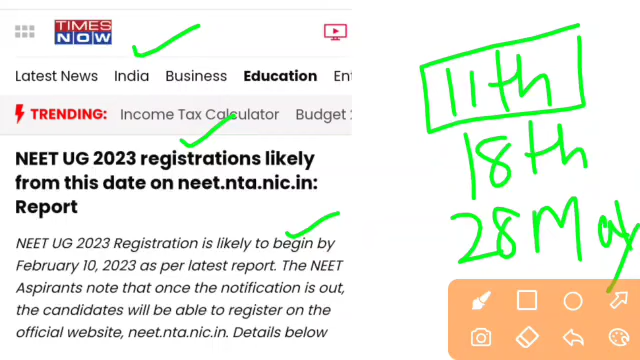 TIMES
NOW
Latest News India Business Education Ent
TRENDING: Income Tax Calculator Budget 2
NEET UG 2023 registrations likely
from this date on neet.nta.nic.in:
Report
NEET UG 2023 Registration is likely to begin by
February 10, 2023 as per latest report. The NEET
Aspirants note that once the notification is out,
the candidates will be able to register on the
official website, neet.nta.nic.in. Details below
11th
18th
28 May